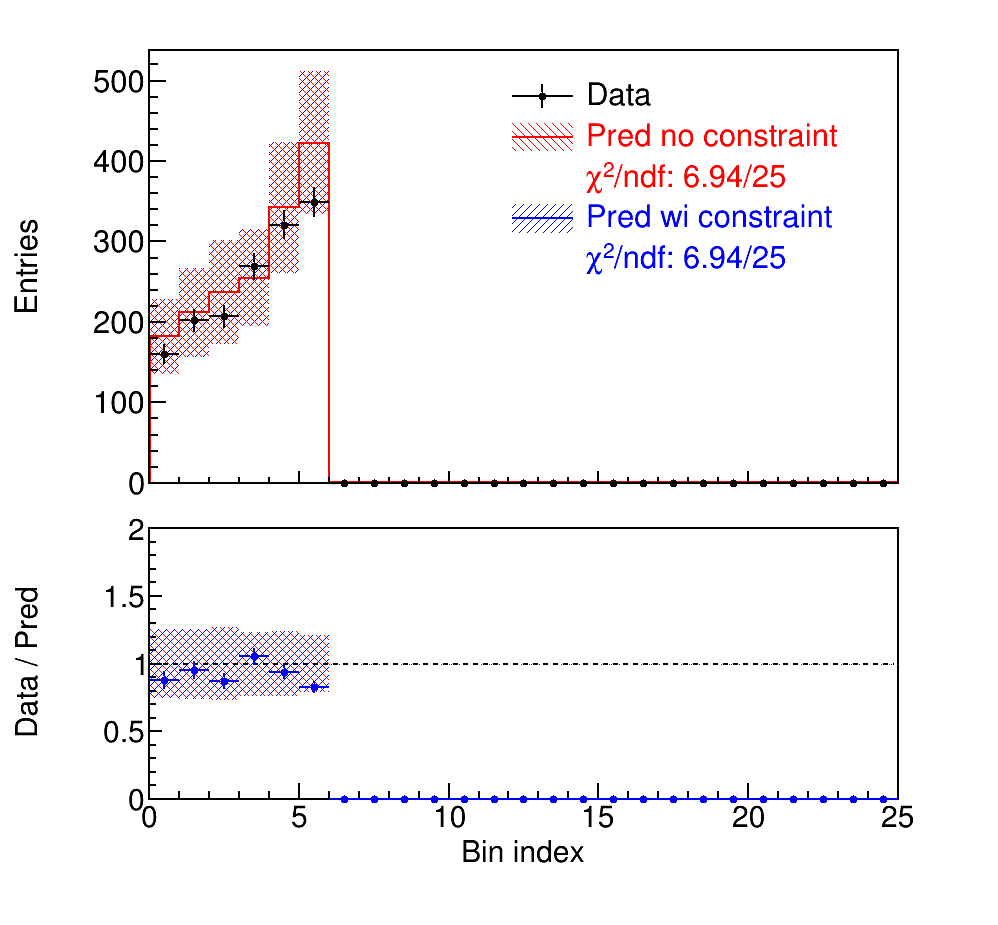 500
400
300
200
100
0
Entries
Data
Pred no constraint
χ²/ndf: 6.94/25
Pred wi constraint
χ²/ndf: 6.94/25
2
1.5
1
0.5
0
Data / Pred
0 5 10 15 20 25
Bin index